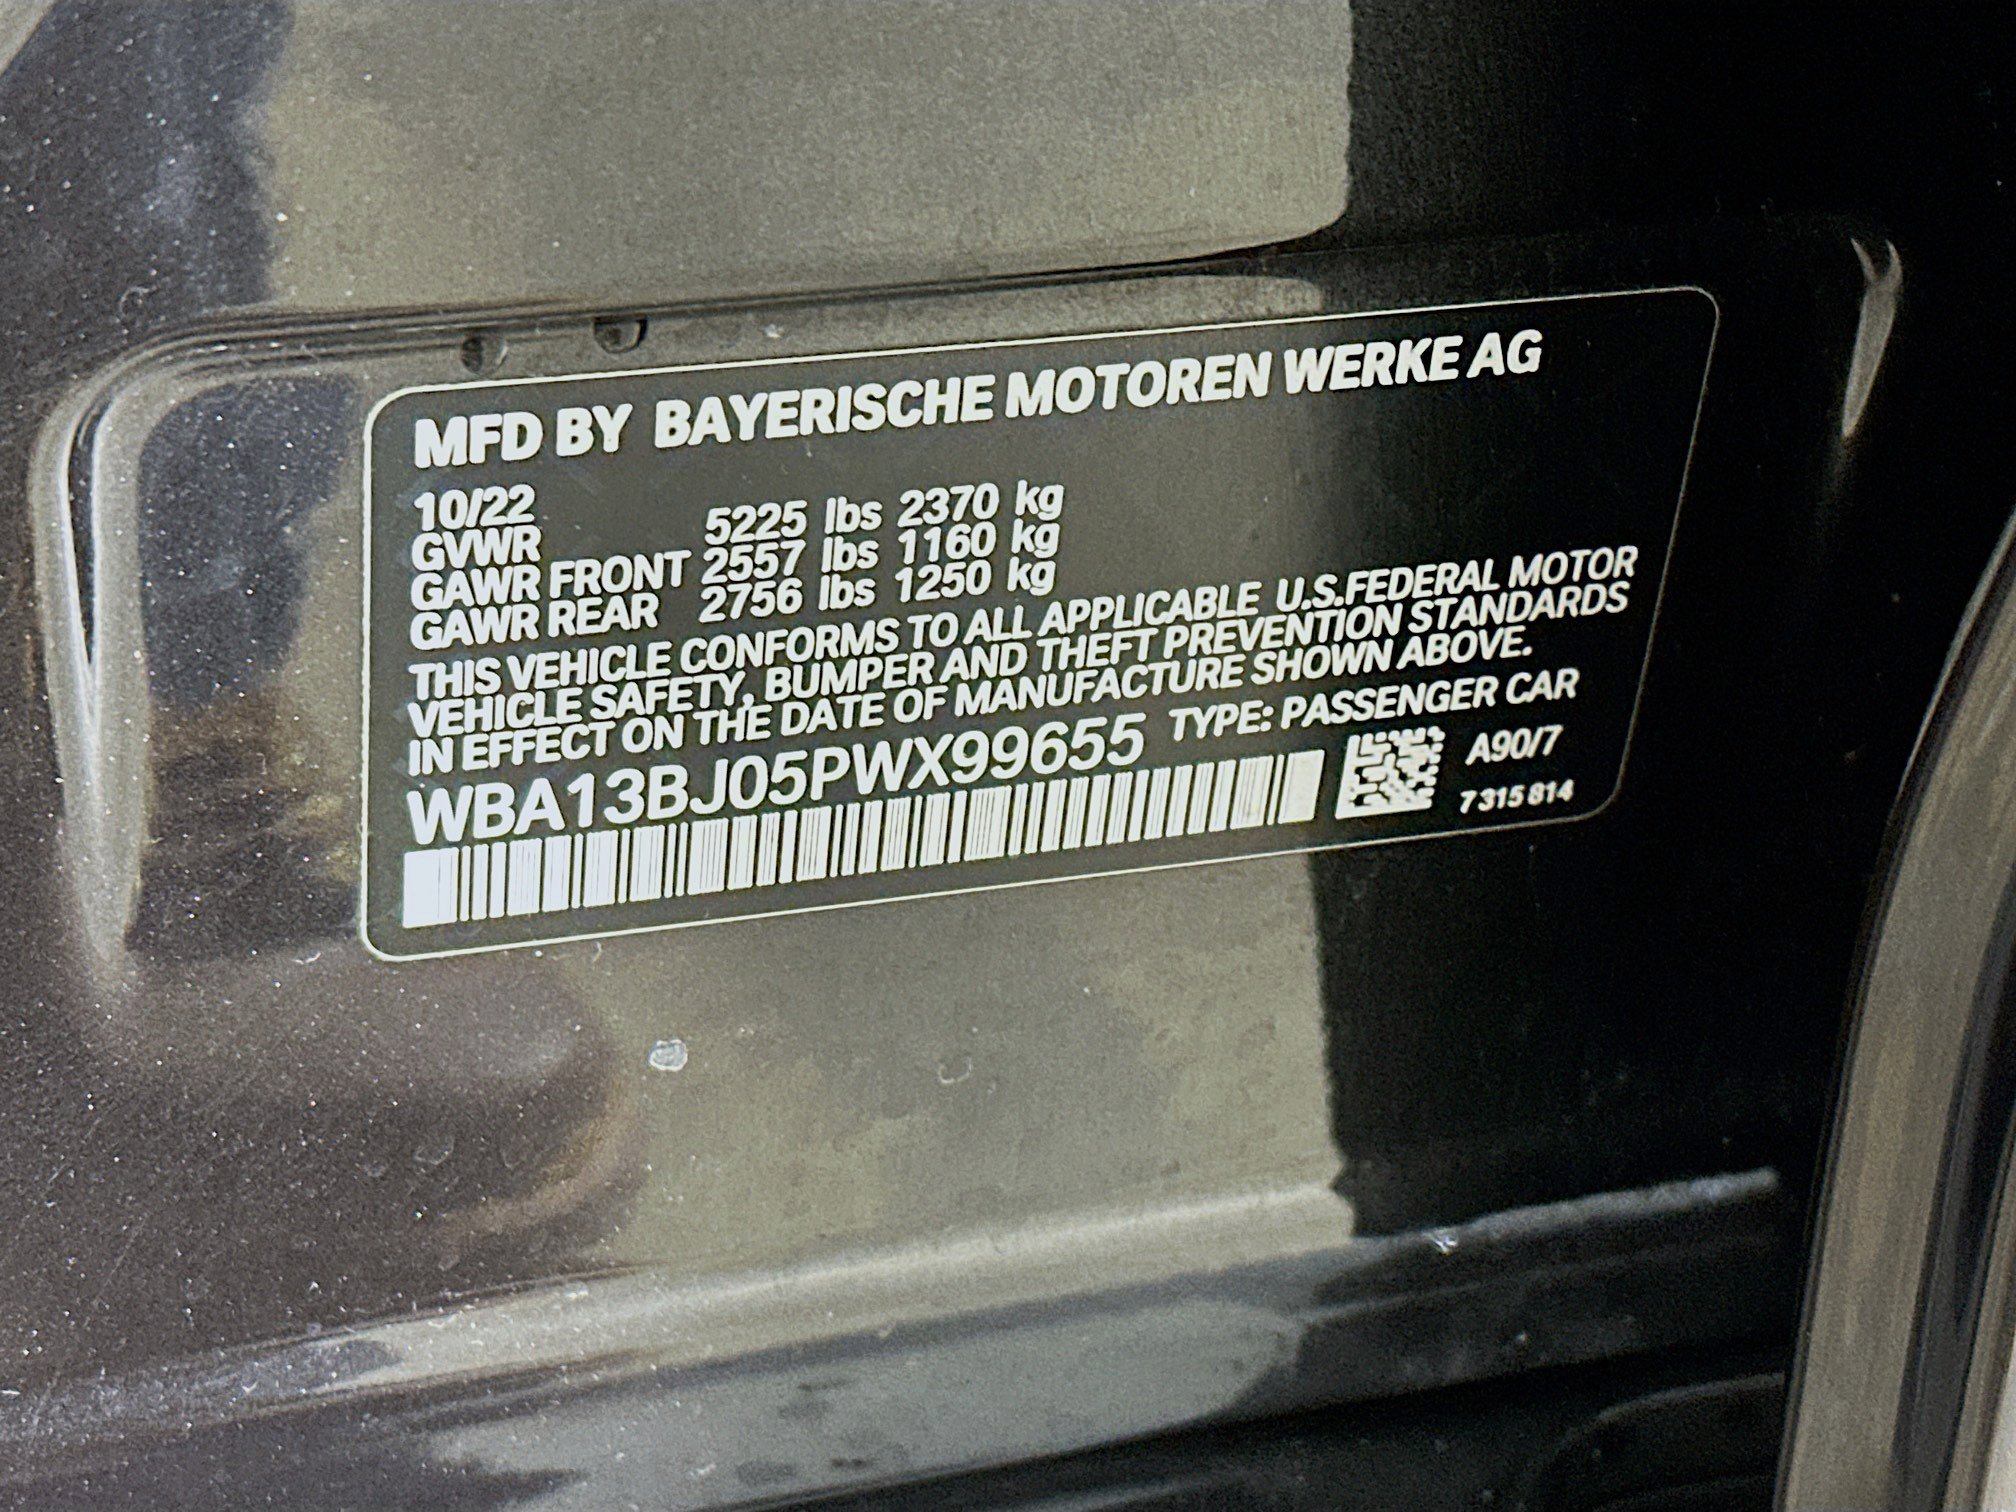 MFD BY BAYERISCHE MOTOREN WERKE AG
10/22
GVWR 5225 lbs 2370 kg
GAWR FRONT 2557 lbs 1160 kg
GAWR REAR 2756 lbs 1250 kg
THIS VEHICLE CONFORMS TO ALL APPLICABLE U.S.FEDERAL MOTOR
VEHICLE SAFETY, BUMPER AND THEFT PREVENTION STANDARDS
IN EFFECT ON THE DATE OF MANUFACTURE SHOWN ABOVE.
WBA13BJ05PWX99655 TYPE: PASSENGER CAR
A90/7
7 315 814